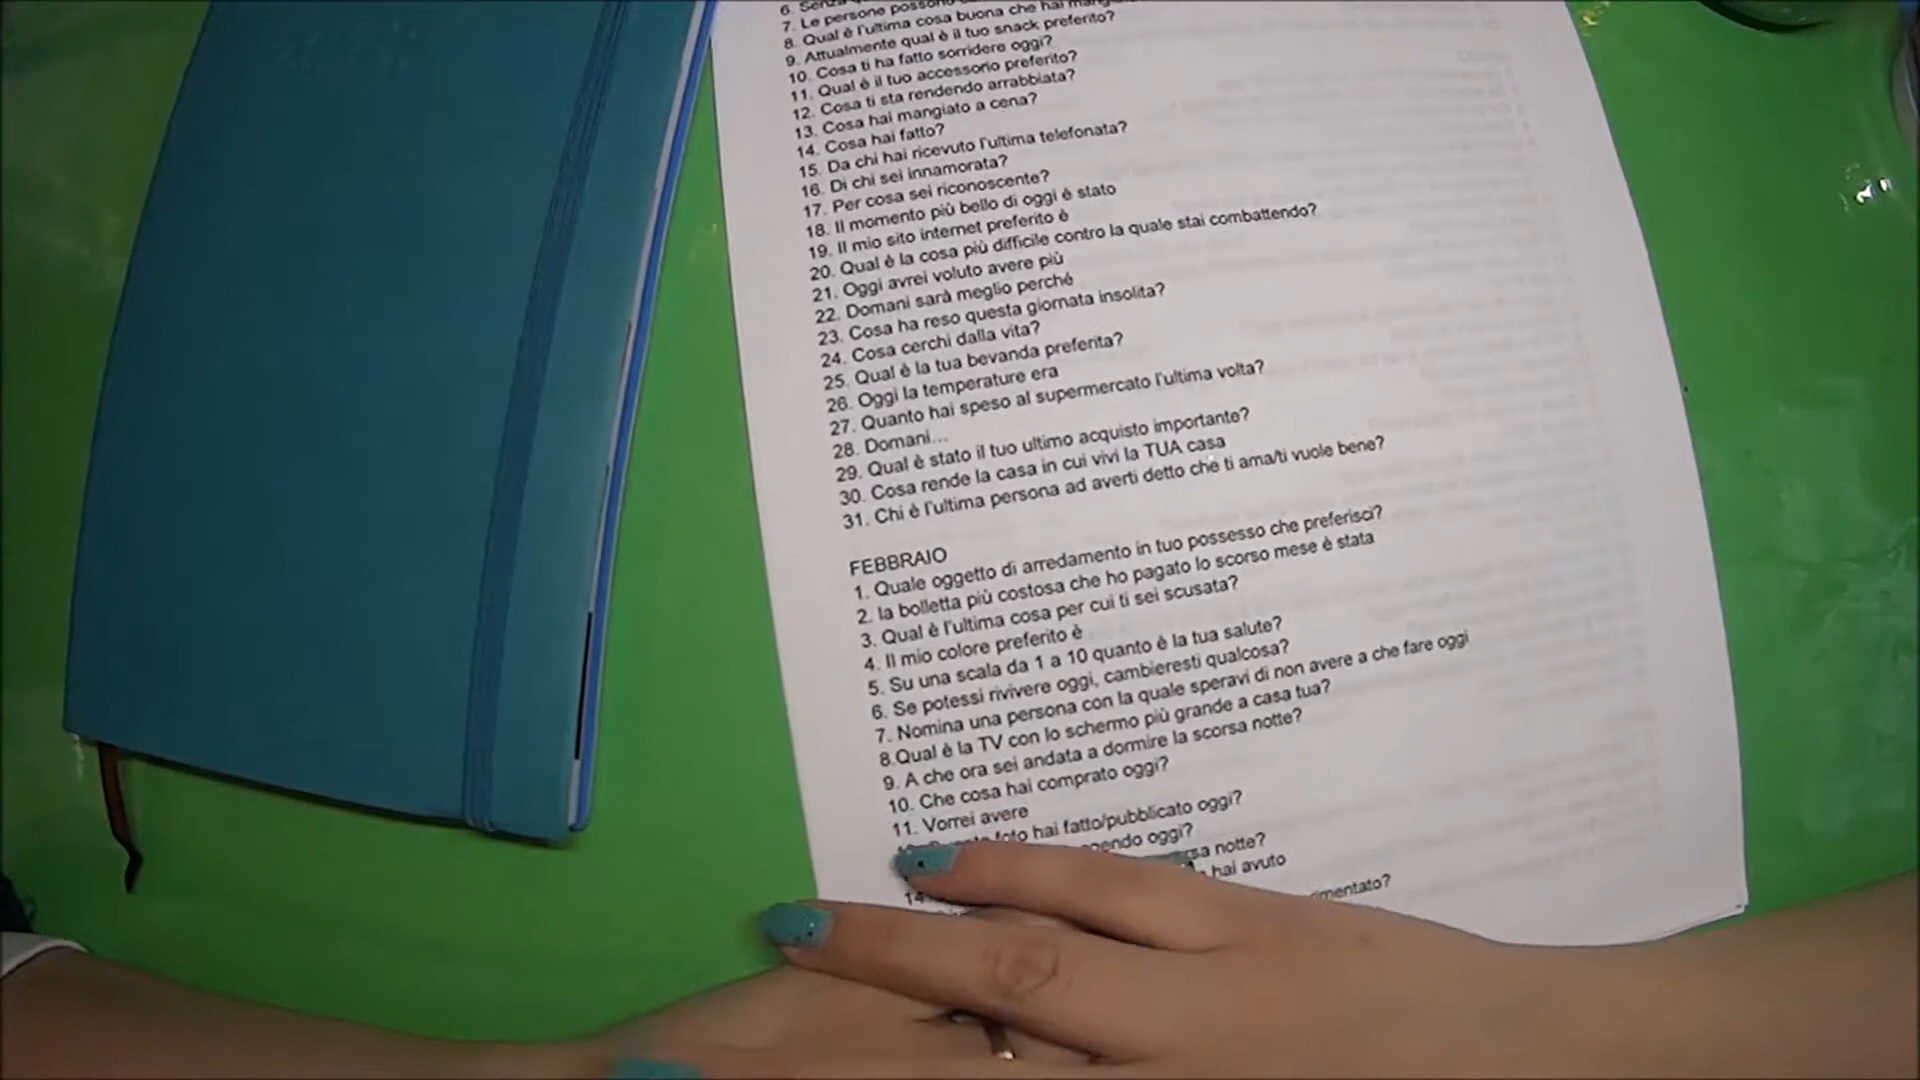 6. Senza
7. Le persone possono
8. Qual è l'ultima cosa buona che hai
9. Attualmente qual è il tuo snack preferito?
10. Cosa ti ha fatto sorridere oggi?
11. Qual è il tuo accessorio preferito?
12. Cosa ti sta rendendo arrabbiata?
13. Cosa hai mangiato a cena?
14. Cosa hai fatto?
15. Da chi hai ricevuto l'ultima telefonata?
16. Di chi sei innamorata?
17. Per cosa sei riconoscente?
18. Il momento più bello di oggi è stato
19. Il mio sito internet preferito è
20. Qual è la cosa più difficile contro la quale stai combattendo?
21. Oggi avrei voluto avere più
22. Domani sarà meglio perché
23. Cosa ha reso questa giornata insolita?
24. Cosa cerchi dalla vita?
25. Qual è la tua bevanda preferita?
26. Oggi la temperature era
27. Quanto hai speso al supermercato l'ultima volta?
28. Domani...
29. Qual è stato il tuo ultimo acquisto importante?
30. Cosa rende la casa in cui vivi la TUA casa
31. Chi è l'ultima persona ad averti detto che ti ama/ti vuole bene?
FEBBRAIO
1. Quale oggetto di arredamento in tuo possesso che preferisci?
2. la bolletta più costosa che ho pagato lo scorso mese è stata
3. Qual è l'ultima cosa per cui ti sei scusata?
4. Il mio colore preferito è
5. Su una scala da 1 a 10 quanto è la tua salute?
6. Se potessi rivivere oggi, cambieresti qualcosa?
7. Nomina una persona con la quale speravi di non avere a che fare oggi
8.Qual è la TV con lo schermo più grande a casa tua?
9. A che ora sei andata a dormire la scorsa notte?
10. Che cosa hai comprato oggi?
11. Vorrei avere
foto hai fatto/pubblicato oggi?
oggi?
notte?
14 hai avuto